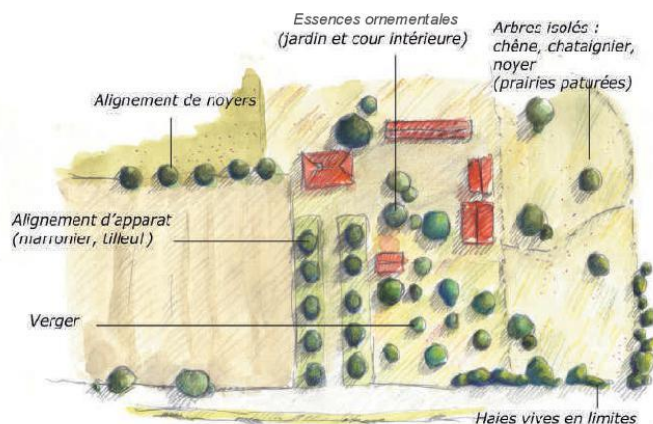 Essences ornementales
(jardin et cour intérieure)
Arbres isolés :
chêne, chataignier,
noyer
(prairies paturées)
Alignement de noyers
Alignement d'apparat
(marronier, tilleul)
Verger
Haies vives en limites